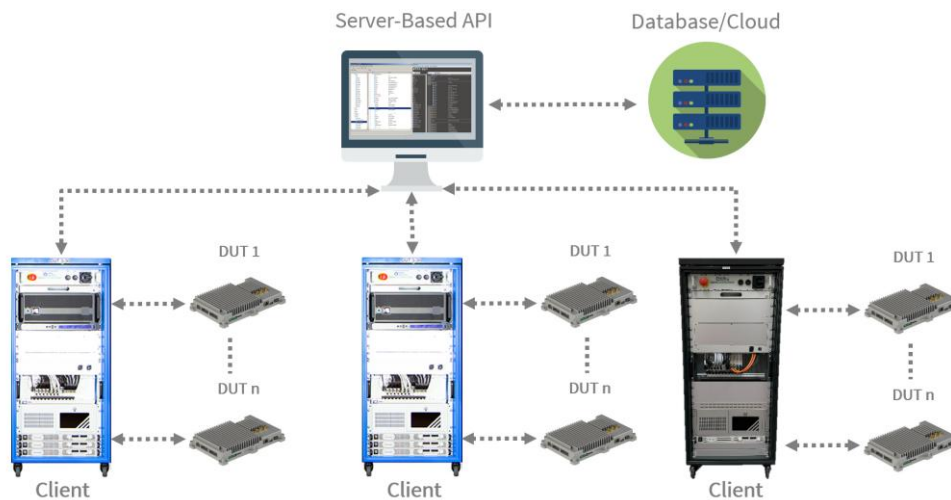 Server-Based API
Database/Cloud
DUT 1
DUT 1
DUT 1
DUT n
DUT n
DUT n
Client
Client
Client